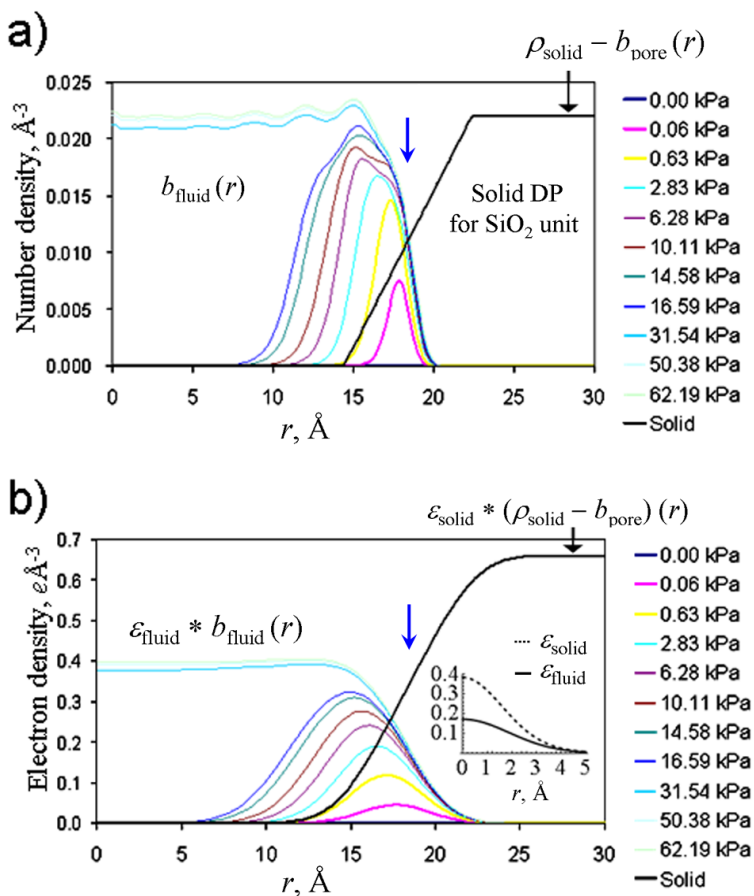 a)
ρsolid – bpore (r)
0.025
0.020
0.015
0.010
0.005
0.000
Number density, Å-3
bfluid (r)
Solid DP
for SiO2 unit
0 5 10 15 20 25 30
r, Å
0.00 kPa
0.06 kPa
0.63 kPa
2.83 kPa
6.28 kPa
10.11 kPa
14.58 kPa
16.59 kPa
31.54 kPa
50.38 kPa
62.19 kPa
Solid
b)
εsolid * (ρsolid – bpore) (r)
0.7
0.6
0.5
0.4
0.3
0.2
0.1
0.0
Electron density, eÅ-3
εfluid * bfluid (r)
εsolid
εfluid
0.4
0.3
0.2
0.1
0 1 2 3 4 5
r, Å
0 5 10 15 20 25 30
r, Å
0.00 kPa
0.06 kPa
0.63 kPa
2.83 kPa
6.28 kPa
10.11 kPa
14.58 kPa
16.59 kPa
31.54 kPa
50.38 kPa
62.19 kPa
Solid